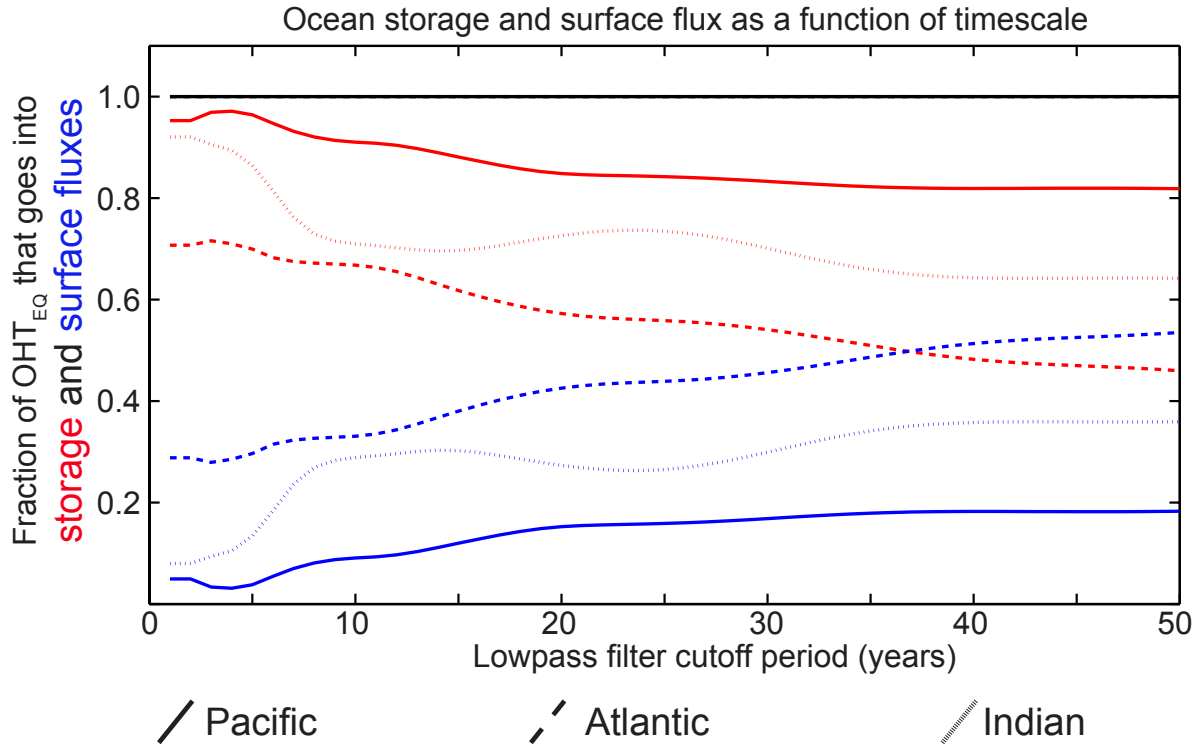 Ocean storage and surface flux as a function of timescale
Fraction of OHT_EQ that goes into
storage and surface fluxes
1.0
0.8
0.6
0.4
0.2
0 10 20 30 40 50
Lowpass filter cutoff period (years)
Pacific Atlantic Indian